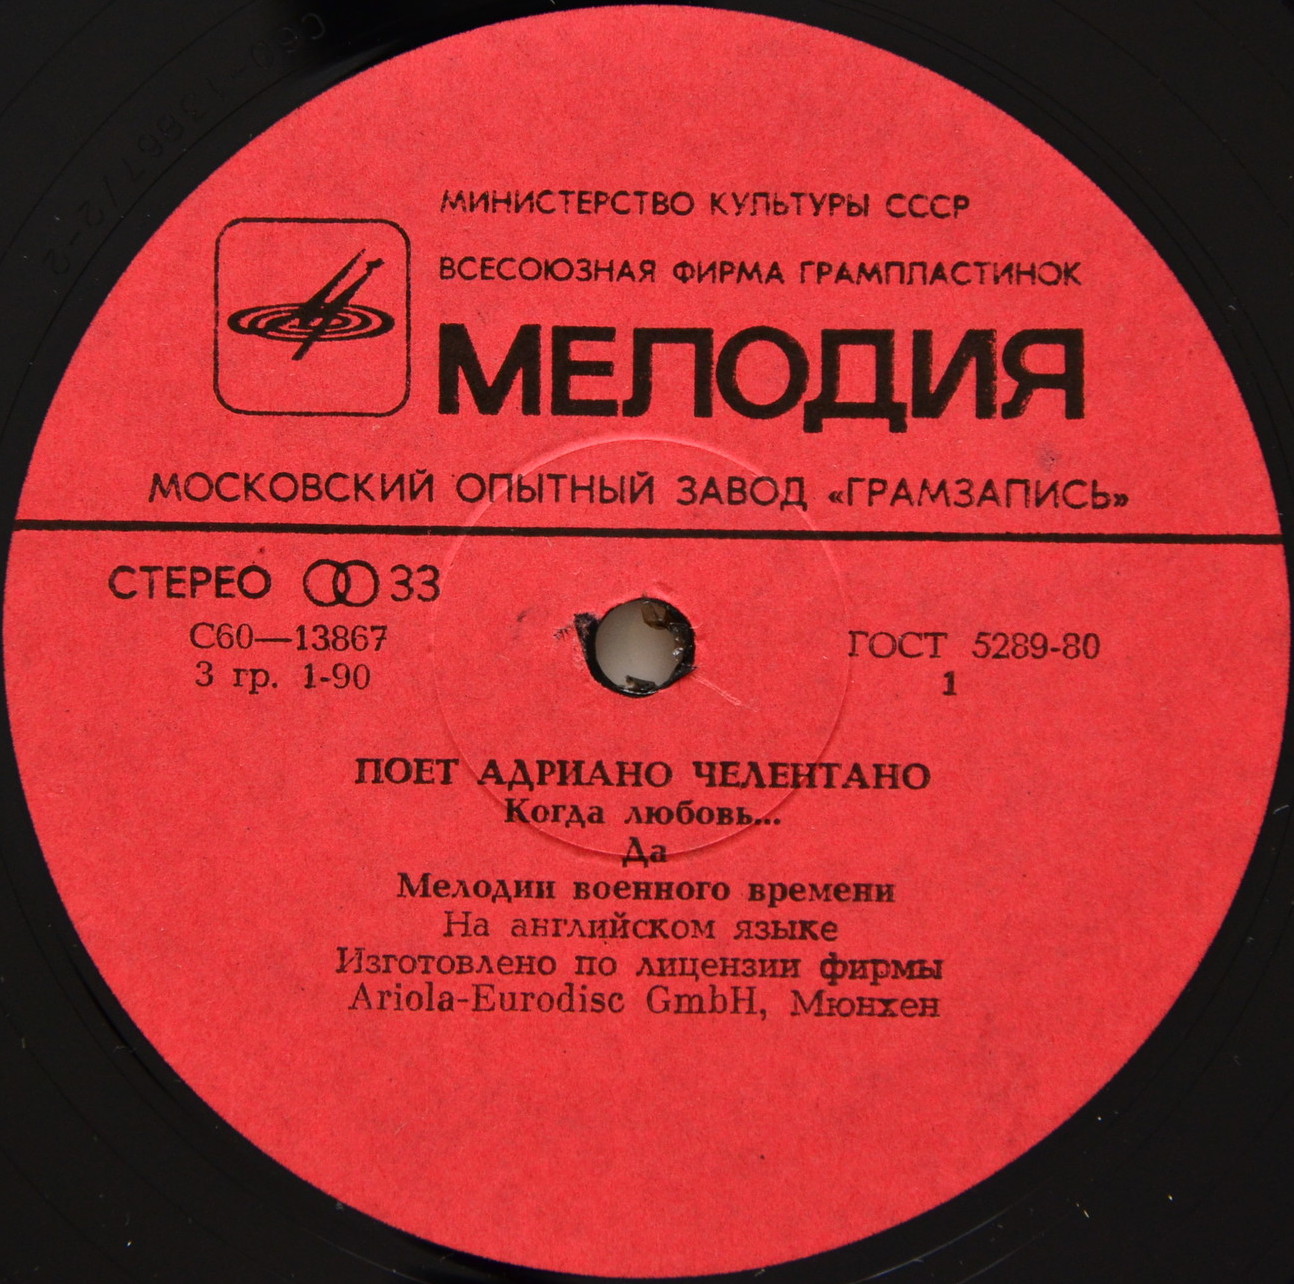 МИНИСТЕРСТВО КУЛЬТУРЫ СССР
ВСЕСОЮЗНАЯ ФИРМА ГРАМПЛАСТИНОК
МЕЛОДИЯ
МОСКОВСКИЙ ОПЫТНЫЙ ЗАВОД «ГРАМЗАПИСЬ»
СТЕРЕО 33
С60—13867
3 гр. 1-90
ГОСТ 5289-80
1
ПОЕТ АДРИАНО ЧЕЛЕНТАНО
Когда любовь...
Да
Мелодии военного времени
На английском языке
Изготовлено по лицензии фирмы
Ariola-Eurodisc GmbH, Мюнхен